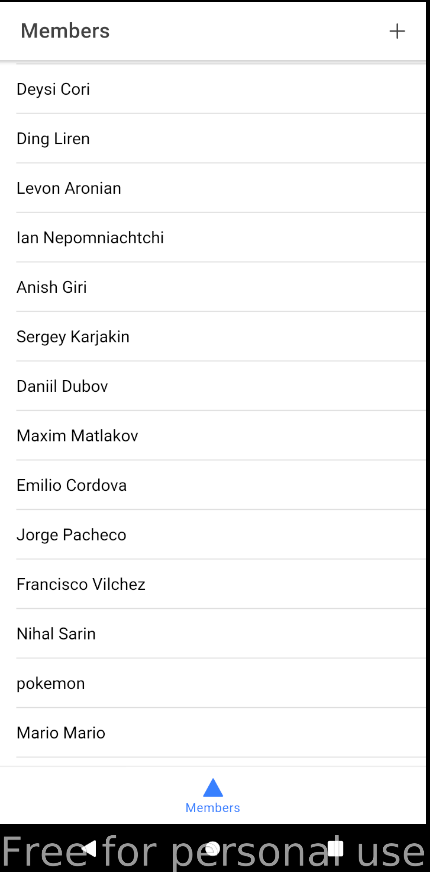 Members
Deysi Cori
Ding Liren
Levon Aronian
Ian Nepomniachtchi
Anish Giri
Sergey Karjakin
Daniil Dubov
Maxim Matlakov
Emilio Cordova
Jorge Pacheco
Francisco Vilchez
Nihal Sarin
pokemon
Mario Mario
Members
Free for personal use